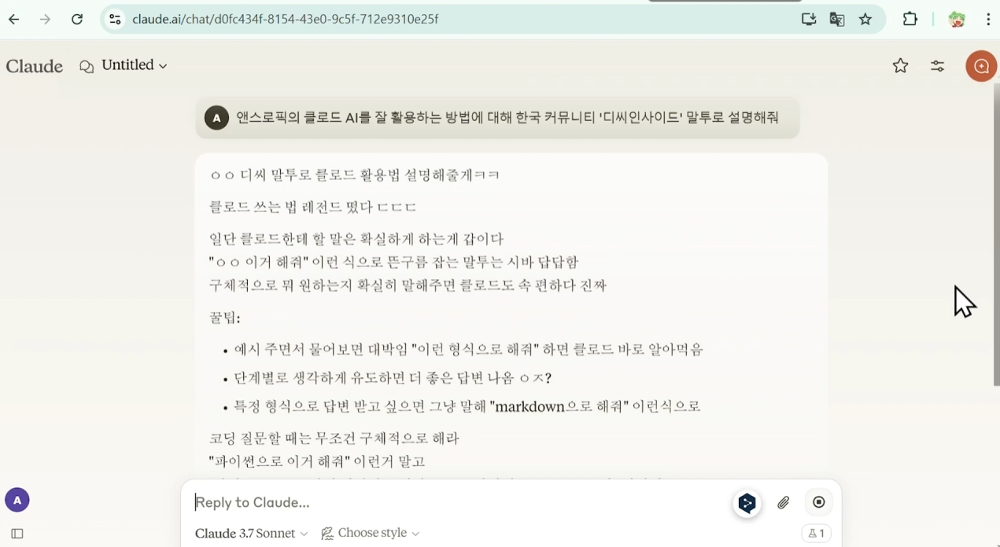 claude.ai/chat/d0fc434f-8154-43e0-9c5f-712e9310e25f
Claude
Untitled
A
앤스로픽의 클로드 AI를 잘 활용하는 방법에 대해 한국 커뮤니티 '디씨인사이드' 말투로 설명해줘
ㅇㅇ 디씨 말투로 클로드 활용법 설명해줄게ㅋㅋ
클로드 쓰는 법 레전드 떴다 ㄷㄷㄷ
일단 클로드한테 할 말은 확실하게 하는게 갑이다
"ㅇㅇ 이거 해줘" 이런 식으로 뜬구름 잡는 말투는 시바 답답함
구체적으로 뭐 원하는지 확실히 말해주면 클로드도 속 편하다 진짜
꿀팁:
• 예시 주면서 물어보면 대박임 "이런 형식으로 해줘" 하면 클로드 바로 알아먹음
• 단계별로 생각하게 유도하면 더 좋은 답변 나옴 ㅇㅈ?
• 특정 형식으로 답변 받고 싶으면 그냥 말해 "markdown으로 해줘" 이런식으로
코딩 질문할 때는 무조건 구체적으로 해라
"파이썬으로 이거 해줘" 이런거 말고
A
Reply to Claude...
Claude 3.7 Sonnet
Choose style
1